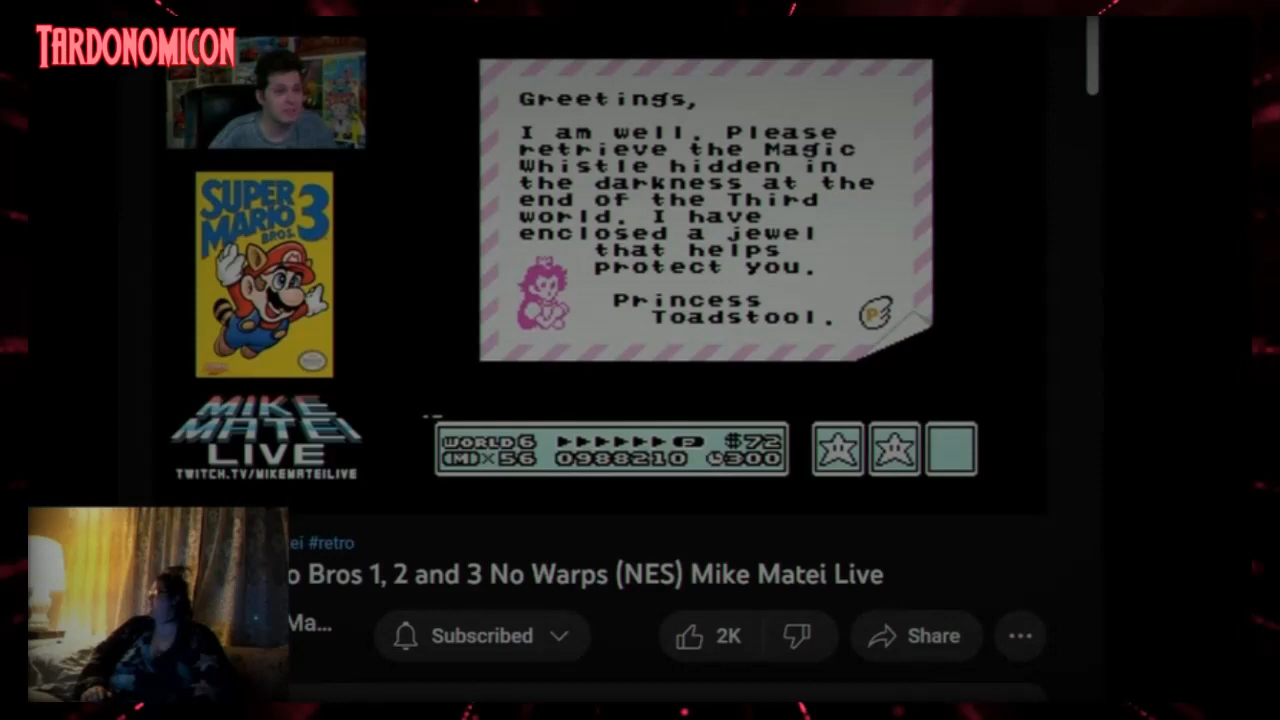 TARDONOMICON
Greetings,
I am well. Please
retrieve the Magic
Whistle hidden in
the darkness at the
end of the Third
world. I have
enclosed a jewel
that helps
protect you.
Princess
Toadstool.
P
SUPER
MARIO 3
BROS.
MIKE
MATEI
LIVE
TWITCH.TV/MIKEMATEILIVE
WORLD 6 P $72
M × 56 0988210 300
ei #retro
o Bros 1, 2 and 3 No Warps (NES) Mike Matei Live
Ma...
Subscribed
2K
Share